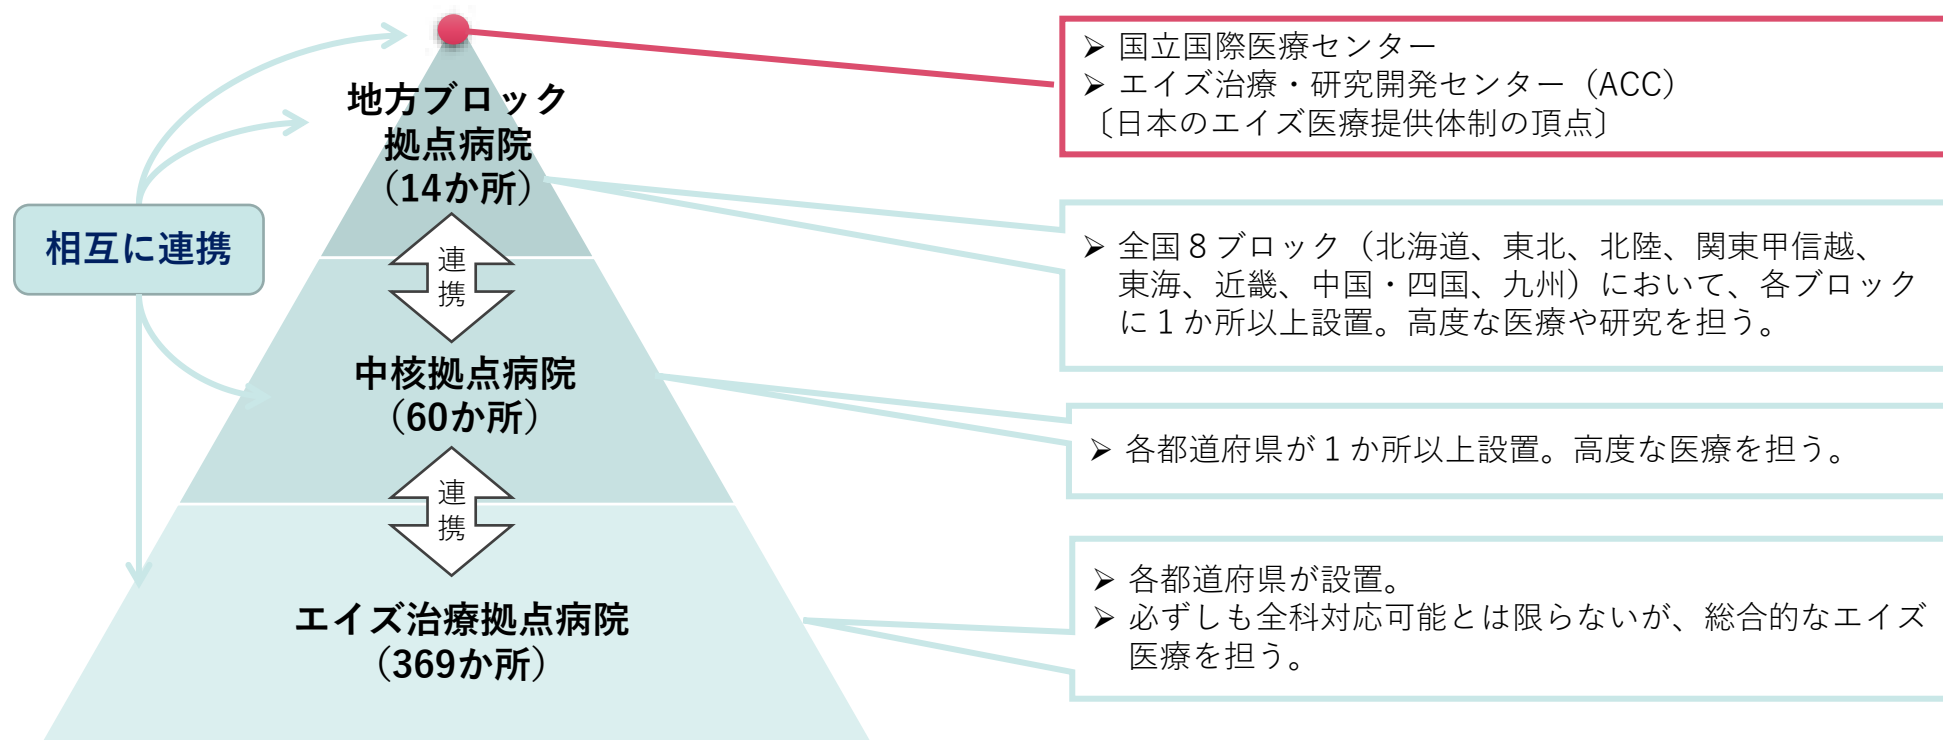 地方ブロック
拠点病院
（14か所）
相互に連携
連
携
中核拠点病院
（60か所）
連
携
エイズ治療拠点病院
（369か所）
➢ 国立国際医療センター
➢ エイズ治療・研究開発センター（ACC）
〔日本のエイズ医療提供体制の頂点〕
➢ 全国８ブロック（北海道、東北、北陸、関東甲信越、
東海、近畿、中国・四国、九州）において、各ブロック
に１か所以上設置。高度な医療や研究を担う。
➢ 各都道府県が１か所以上設置。高度な医療を担う。
➢ 各都道府県が設置。
➢ 必ずしも全科対応可能とは限らないが、総合的なエイズ
医療を担う。